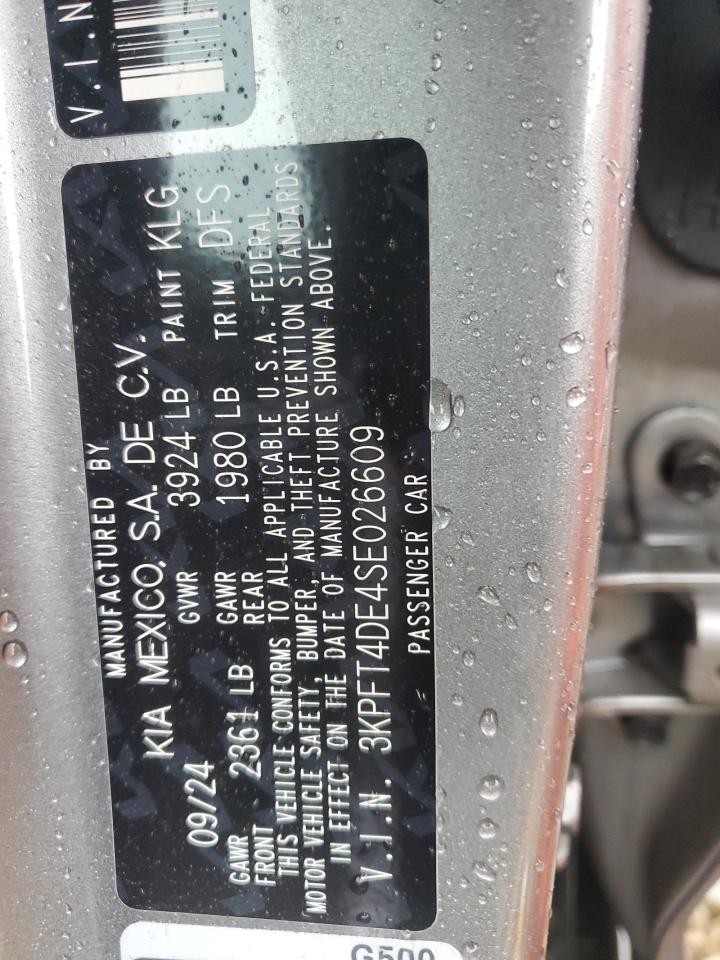 V.I.N
MANUFACTURED BY
KIA MEXICO, S.A. DE C.V.
09/24 GVWR 3924 LB PAINT KLG
GAWR FRONT 2361 LB GAWR REAR 1980 LB TRIM DFS
THIS VEHICLE CONFORMS TO ALL APPLICABLE U.S.A. FEDERAL
MOTOR VEHICLE SAFETY, BUMPER, AND THEFT PREVENTION STANDARDS
IN EFFECT ON THE DATE OF MANUFACTURE SHOWN ABOVE.
V.I.N. 3KPFT4DE4SE026609
PASSENGER CAR
G500